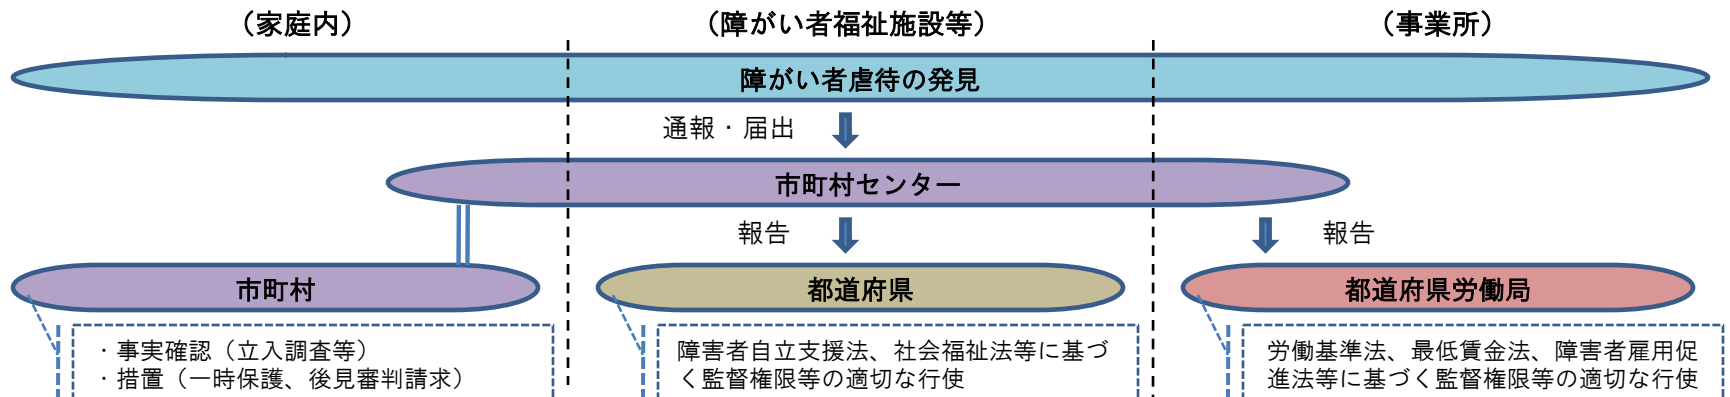 （家庭内）
（障がい者福祉施設等）
（事業所）
障がい者虐待の発見
通報・届出
市町村センター
報告
報告
市町村
都道府県
都道府県労働局
・事実確認（立入調査等）
・措置（一時保護、後見審判請求）
障害者自立支援法、社会福祉法等に基づ
く監督権限等の適切な行使
労働基準法、最低賃金法、障害者雇用促
進法等に基づく監督権限等の適切な行使